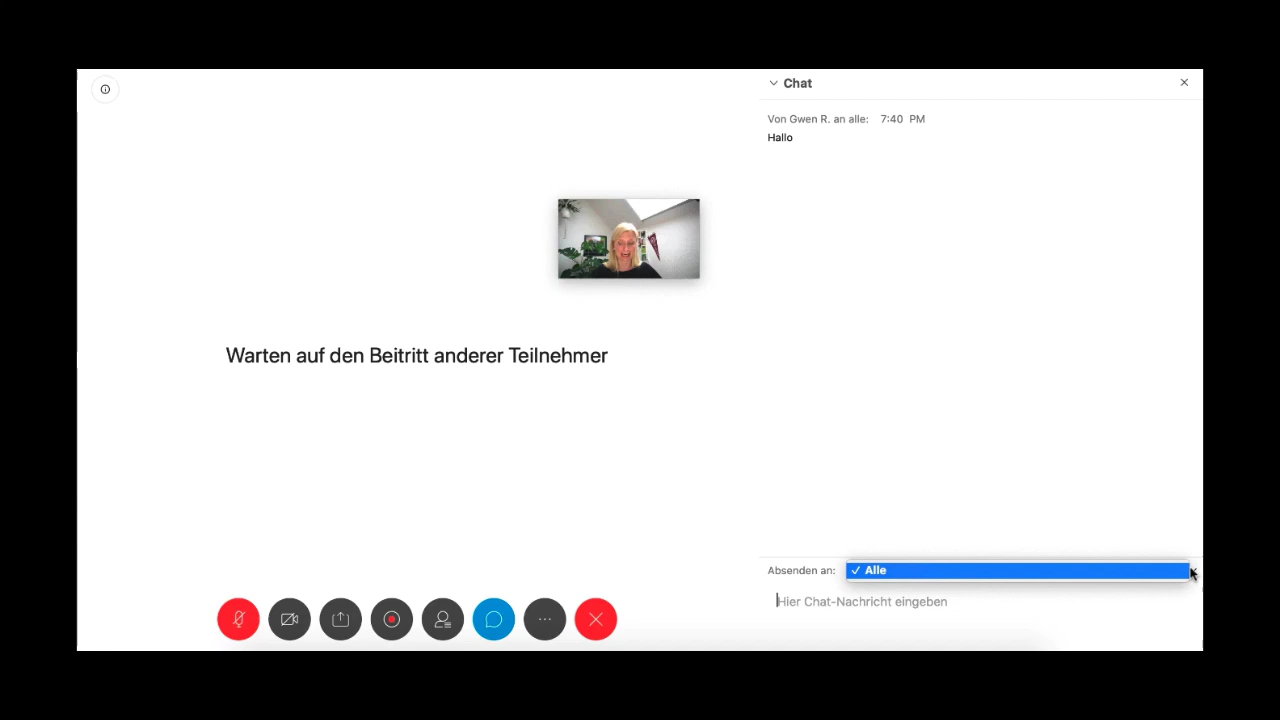 Chat
Von Gwen R. an alle: 7:40 PM
Hallo
Warten auf den Beitritt anderer Teilnehmer
Absenden an: ✓ Alle
Hier Chat-Nachricht eingeben